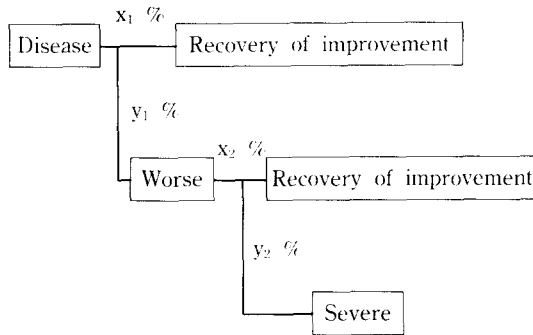 x₁ %
Disease
Recovery of improvement
y₁ %
x₂ %
Worse
Recovery of improvement
y₂ %
Severe